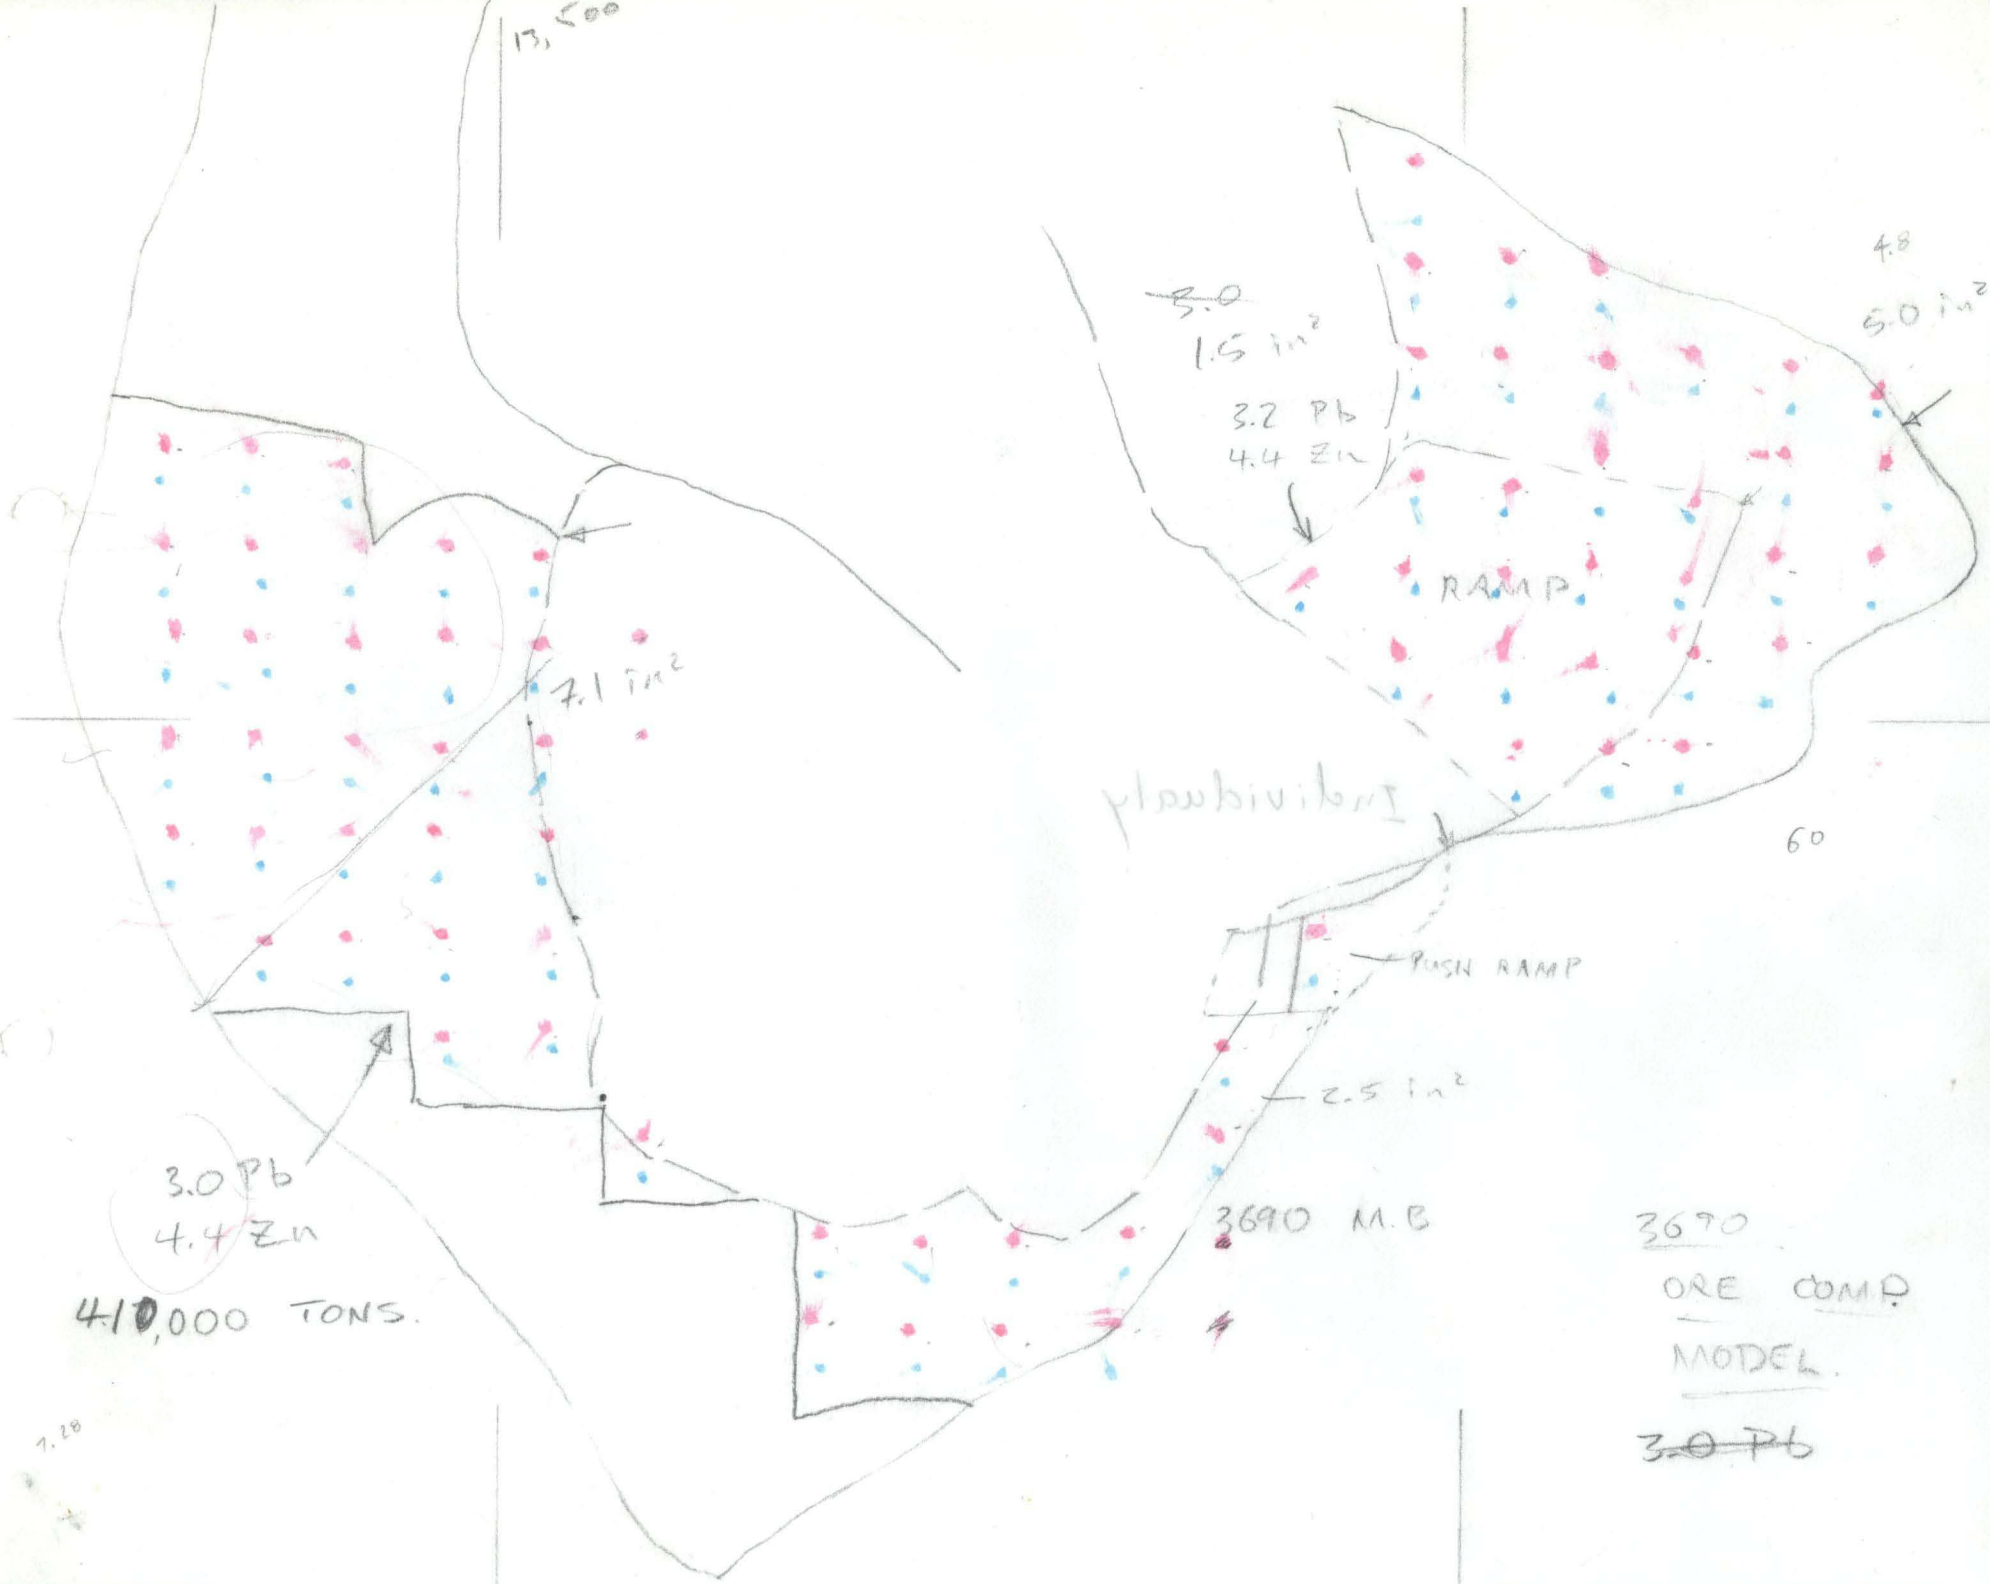 13,500
4.8
5.0 in²
3.0
1.5 in²
3.2 Pb
4.4 Zn
RAMP
7.1 in²
Individualy
60
PUSH RAMP
2.5 in²
3.0 Pb
4.4 Zn
410,000 TONS.
3690 M.B
3690
ORE COMP
MODEL.
3.0 Pb
7.28